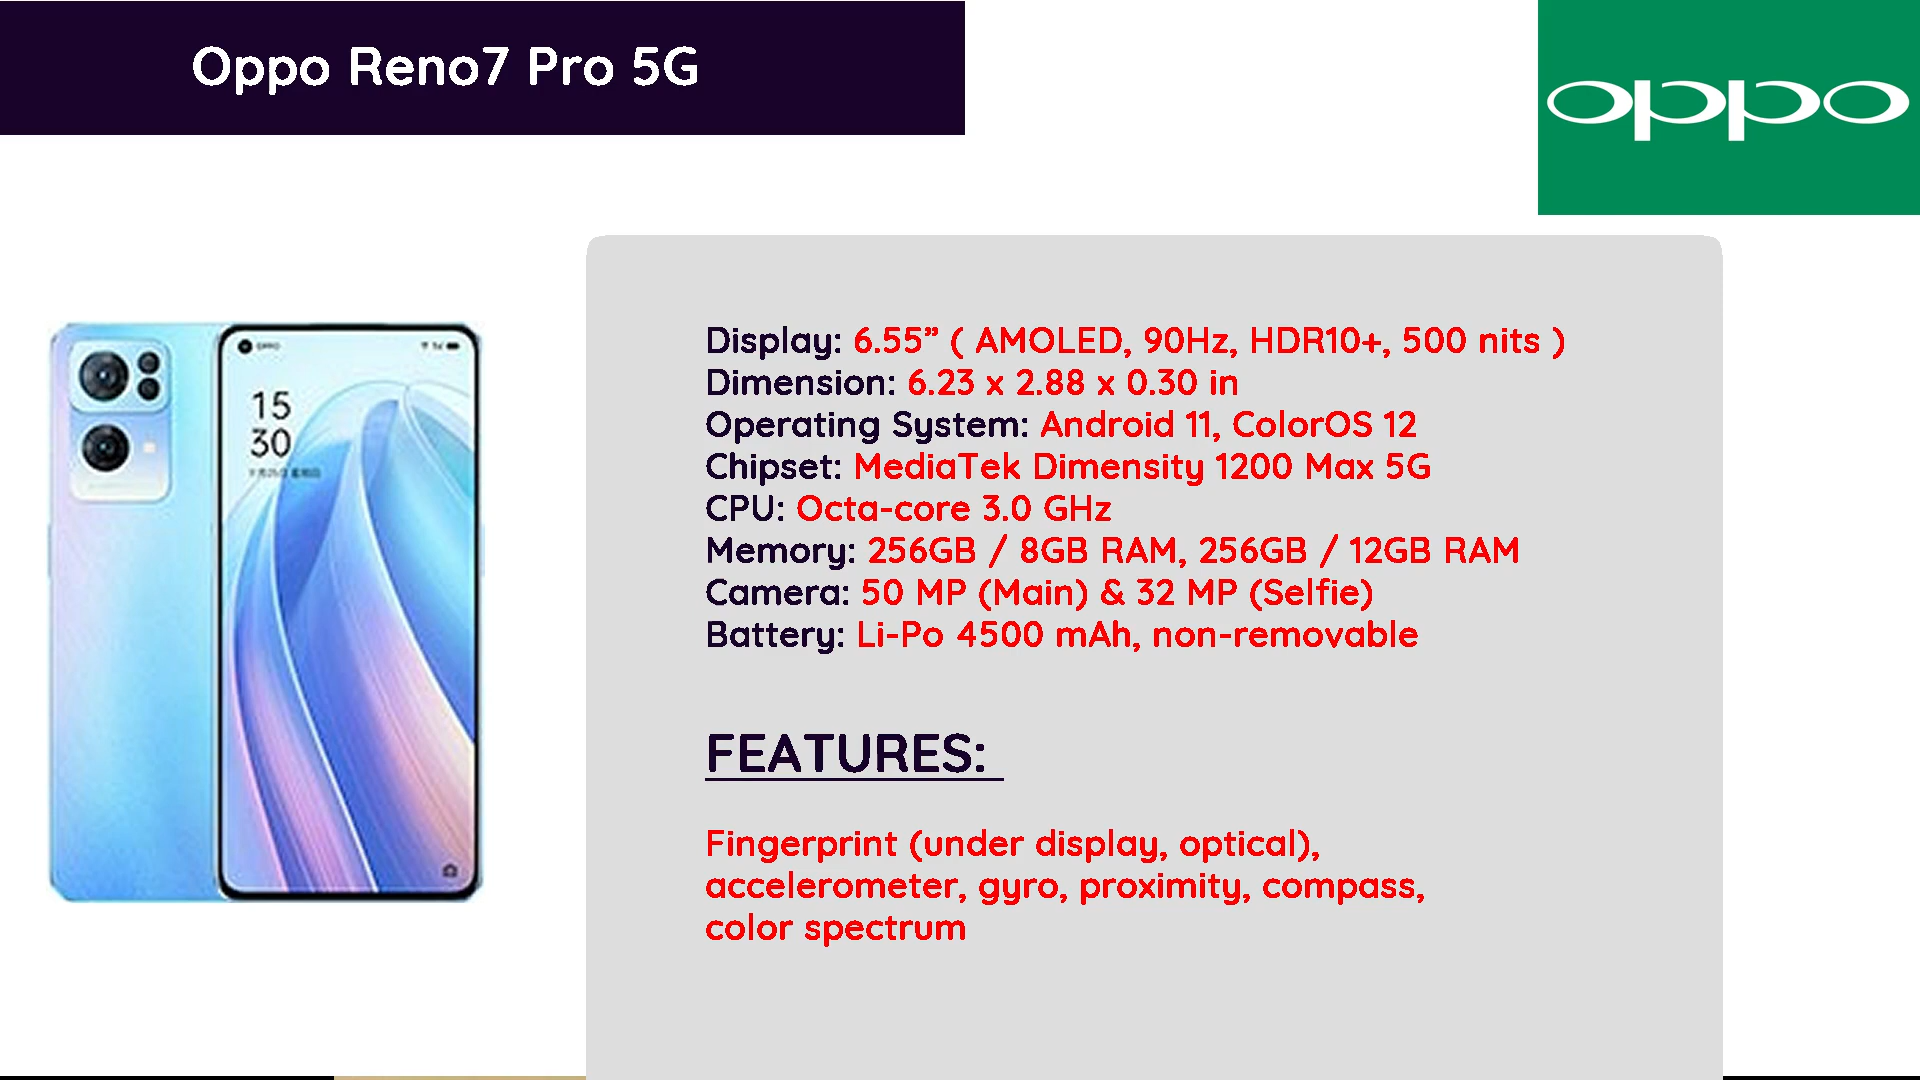 Oppo Reno7 Pro 5G
oppo
OPPO
15
30
Display: 6.55” ( AMOLED, 90Hz, HDR10+, 500 nits )
Dimension: 6.23 x 2.88 x 0.30 in
Operating System: Android 11, ColorOS 12
Chipset: MediaTek Dimensity 1200 Max 5G
CPU: Octa-core 3.0 GHz
Memory: 256GB / 8GB RAM, 256GB / 12GB RAM
Camera: 50 MP (Main) & 32 MP (Selfie)
Battery: Li-Po 4500 mAh, non-removable
FEATURES:
Fingerprint (under display, optical),
accelerometer, gyro, proximity, compass,
color spectrum